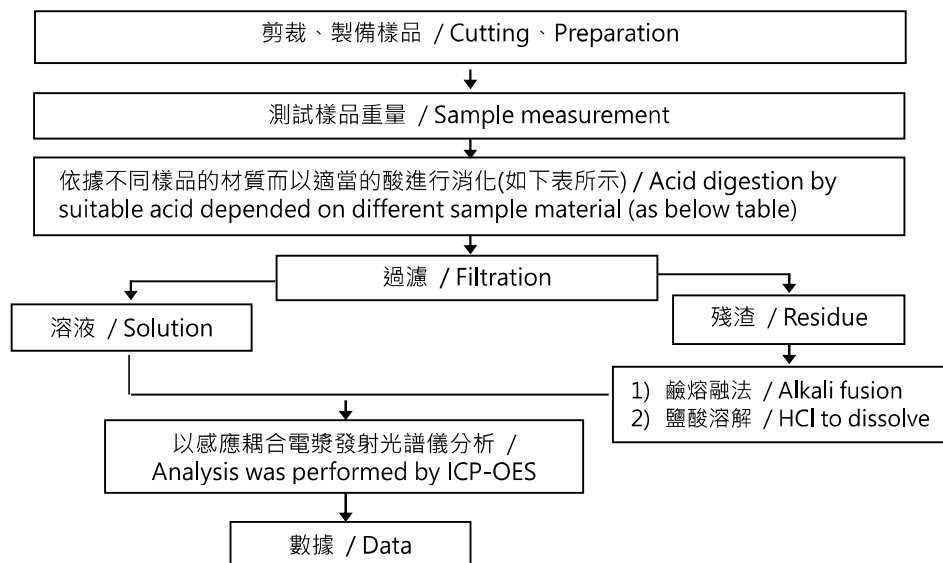 剪裁、製備樣品 / Cutting、Preparation
測試樣品重量 / Sample measurement
依據不同樣品的材質而以適當的酸進行消化(如下表所示) / Acid digestion by
suitable acid depended on different sample material (as below table)
過濾 / Filtration
溶液 / Solution
殘渣 / Residue
1) 鹼熔融法 / Alkali fusion
2) 鹽酸溶解 / HCl to dissolve
以感應耦合電漿發射光譜儀分析 /
Analysis was performed by ICP-OES
數據 / Data